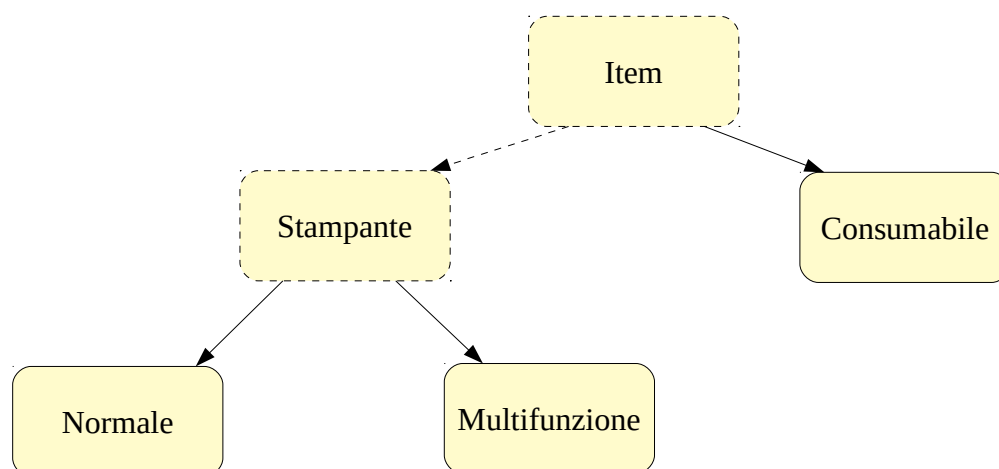 Item
Stampante
Consumabile
Normale
Multifunzione